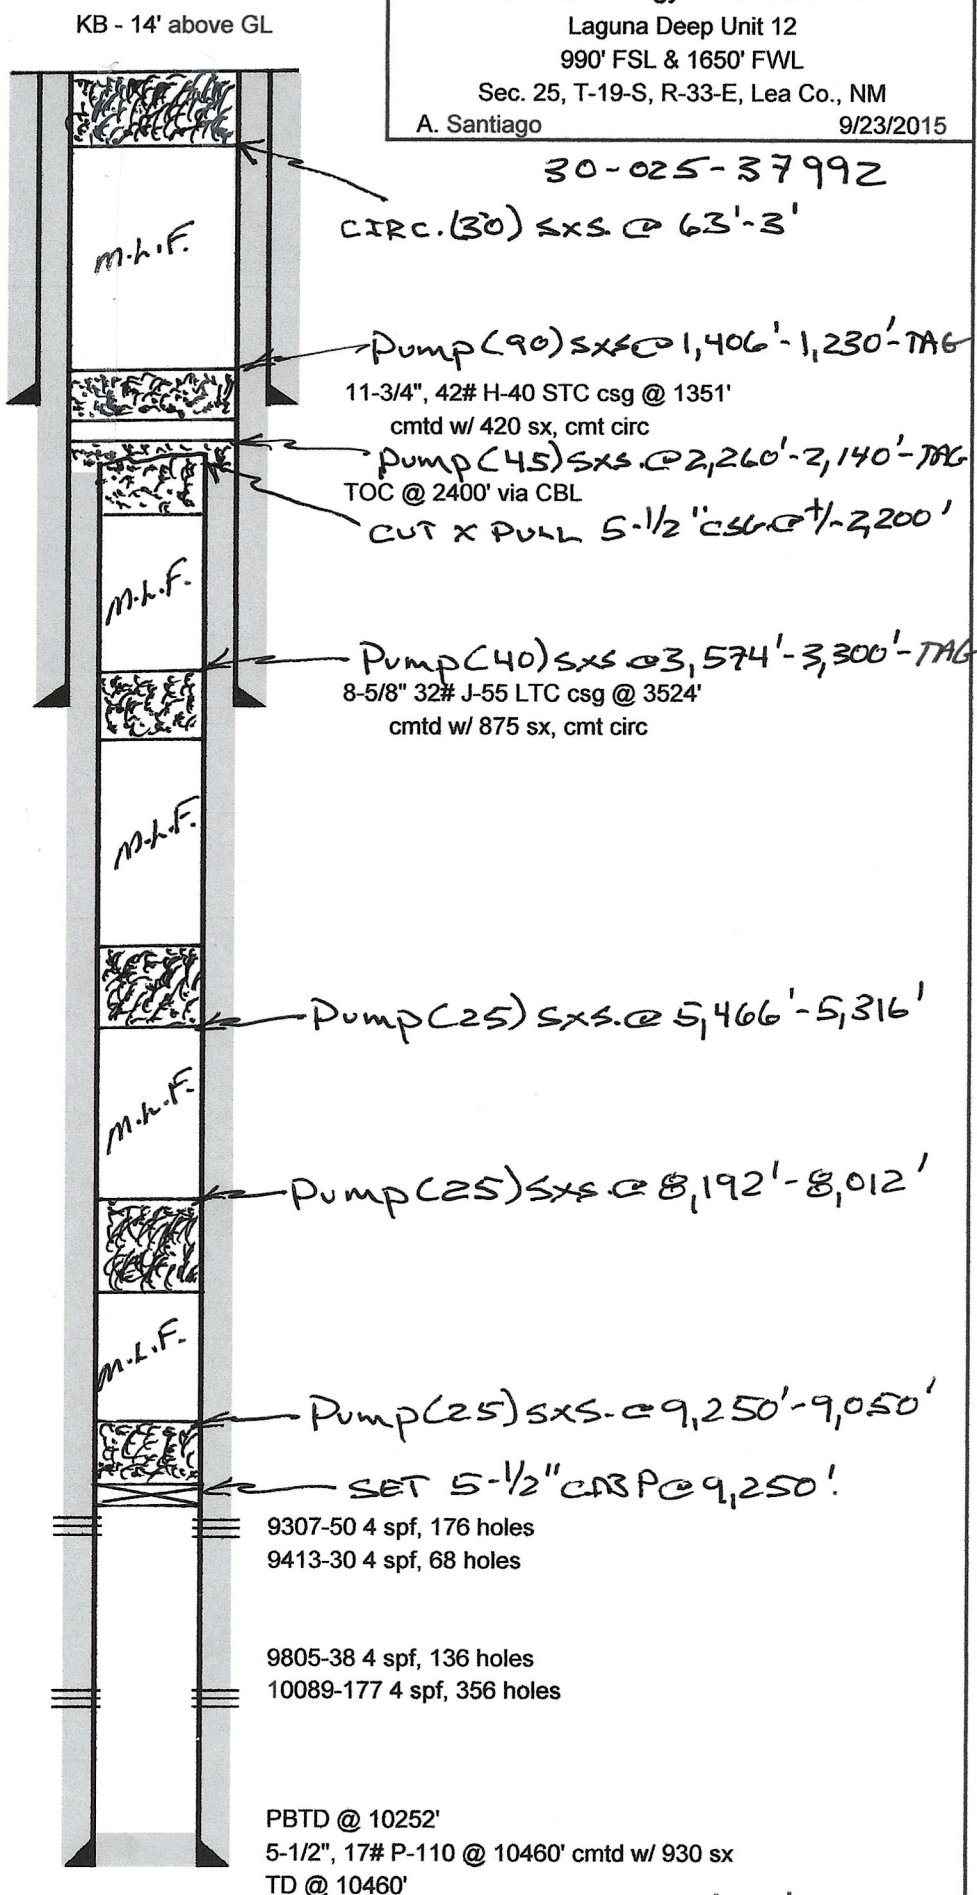 KB - 14' above GL
Laguna Deep Unit 12
990' FSL & 1650' FWL
Sec. 25, T-19-S, R-33-E, Lea Co., NM
A. Santiago 9/23/2015
30-025-37992
CIRC. (30) SXS. @ 63'-3'
M.L.F.
Pump (90) SXS @ 1,406'-1,230'-TAG
11-3/4", 42# H-40 STC csg @ 1351'
cmtd w/ 420 sx, cmt circ
Pump (45) SXS. @ 2,260'-2,140'-TAG
TOC @ 2400' via CBL
CUT X PULL 5-1/2" CSG. @ +/-2,200'
M.L.F.
Pump (40) SXS @ 3,574'-3,300'-TAG
8-5/8" 32# J-55 LTC csg @ 3524'
cmtd w/ 875 sx, cmt circ
M.L.F.
Pump (25) SXS. @ 5,466'-5,316'
M.L.F.
Pump (25) SXS. @ 8,192'-8,012'
M.L.F.
Pump (25) SXS. @ 9,250'-9,050'
SET 5-1/2" CIBP @ 9,250'.
9307-50 4 spf, 176 holes
9413-30 4 spf, 68 holes
9805-38 4 spf, 136 holes
10089-177 4 spf, 356 holes
PBTD @ 10252'
5-1/2", 17# P-110 @ 10460' cmtd w/ 930 sx
TD @ 10460'